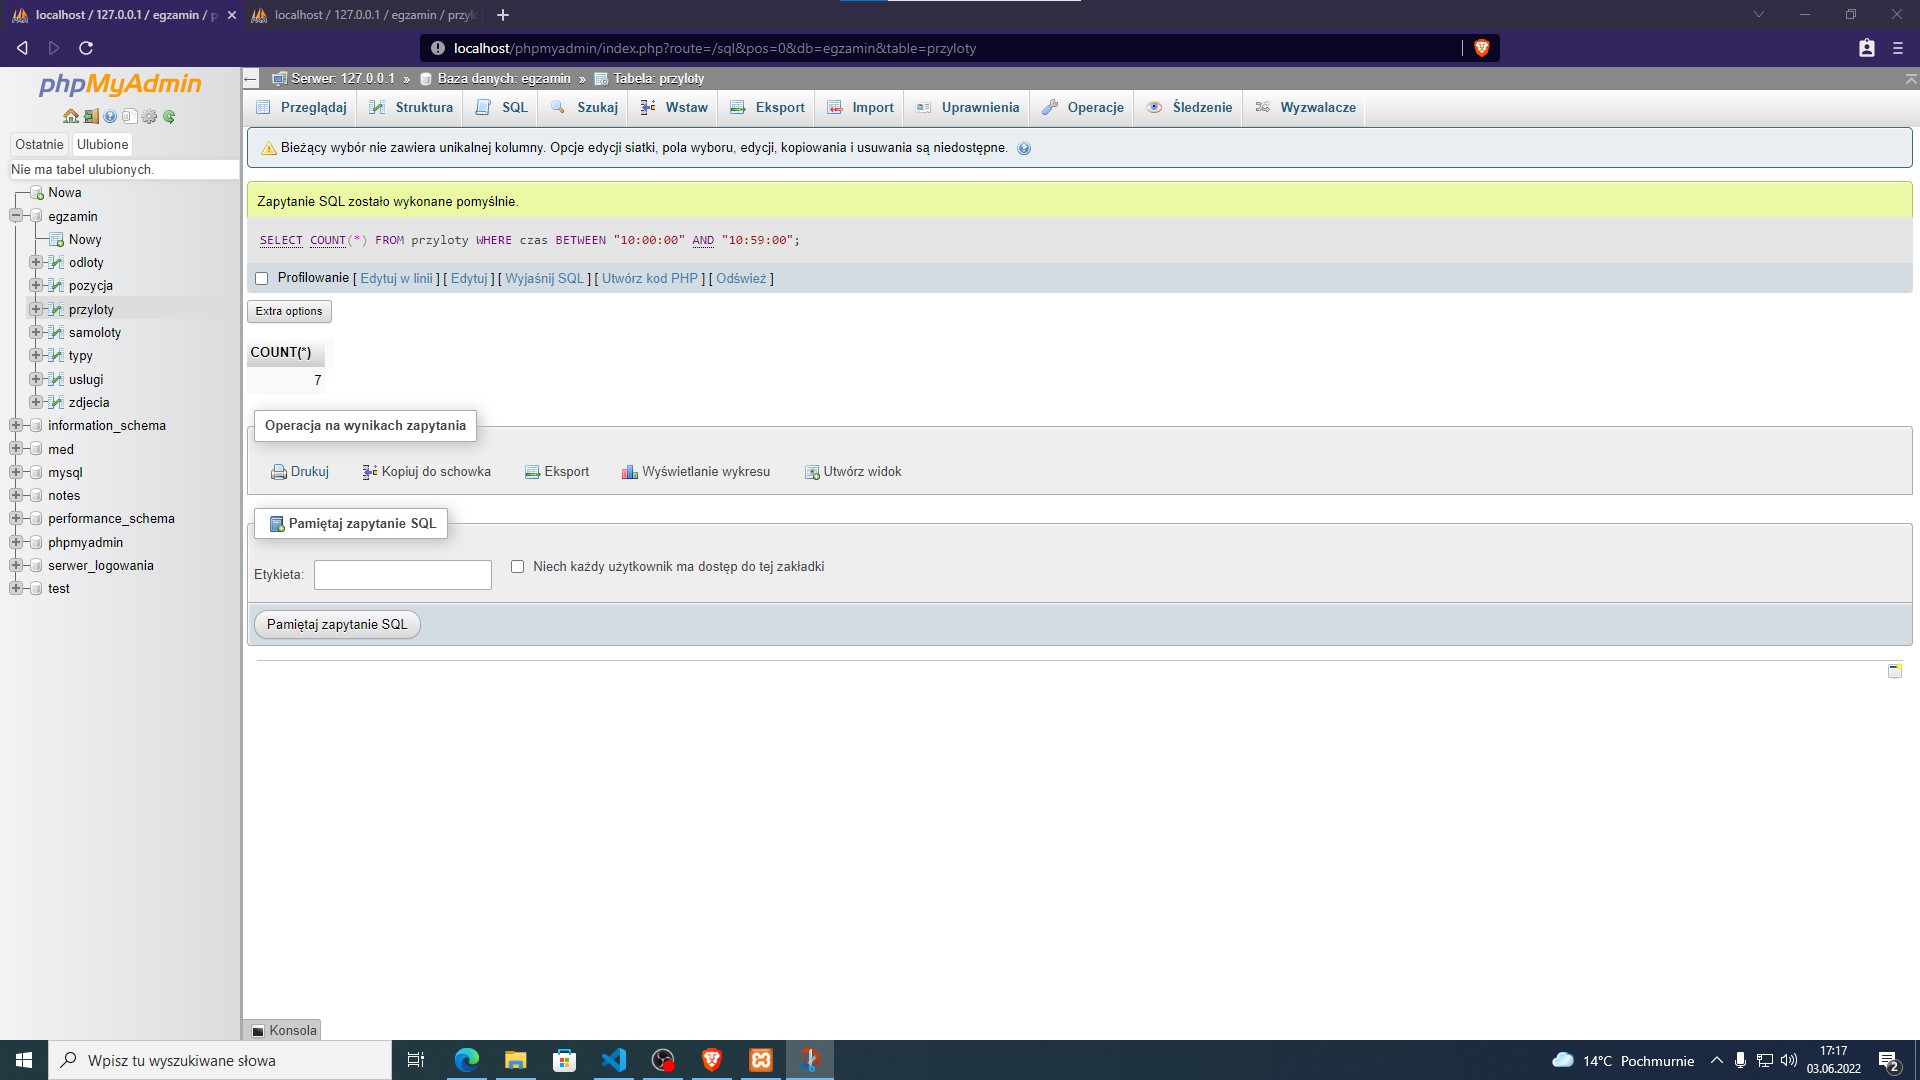 localhost / 127.0.0.1 / egzamin / p
localhost / 127.0.0.1 / egzamin / przyl
localhost/phpmyadmin/index.php?route=/sql&pos=0&db=egzamin&table=przyloty
phpMyAdmin
Ostatnie
Ulubione
Nie ma tabel ulubionych.
Nowa
egzamin
Nowy
odloty
pozycja
przyloty
samoloty
typy
uslugi
zdjecia
information_schema
med
mysql
notes
performance_schema
phpmyadmin
serwer_logowania
test
Serwer: 127.0.0.1 » Baza danych: egzamin » Tabela: przyloty
Przeglądaj Struktura SQL Szukaj Wstaw Eksport Import Uprawnienia Operacje Śledzenie Wyzwalacze
Bieżący wybór nie zawiera unikalnej kolumny. Opcje edycji siatki, pola wyboru, edycji, kopiowania i usuwania są niedostępne.
Zapytanie SQL zostało wykonane pomyślnie.
SELECT COUNT(*) FROM przyloty WHERE czas BETWEEN "10:00:00" AND "10:59:00";
Profilowanie [ Edytuj w linii ] [ Edytuj ] [ Wyjaśnij SQL ] [ Utwórz kod PHP ] [ Odśwież ]
Extra options
COUNT(*)
7
Operacja na wynikach zapytania
Drukuj Kopiuj do schowka Eksport Wyświetlanie wykresu Utwórz widok
Pamiętaj zapytanie SQL
Etykieta:
Niech każdy użytkownik ma dostęp do tej zakładki
Pamiętaj zapytanie SQL
Konsola
Wpisz tu wyszukiwane słowa
14°C Pochmurnie
17:17
03.06.2022
2